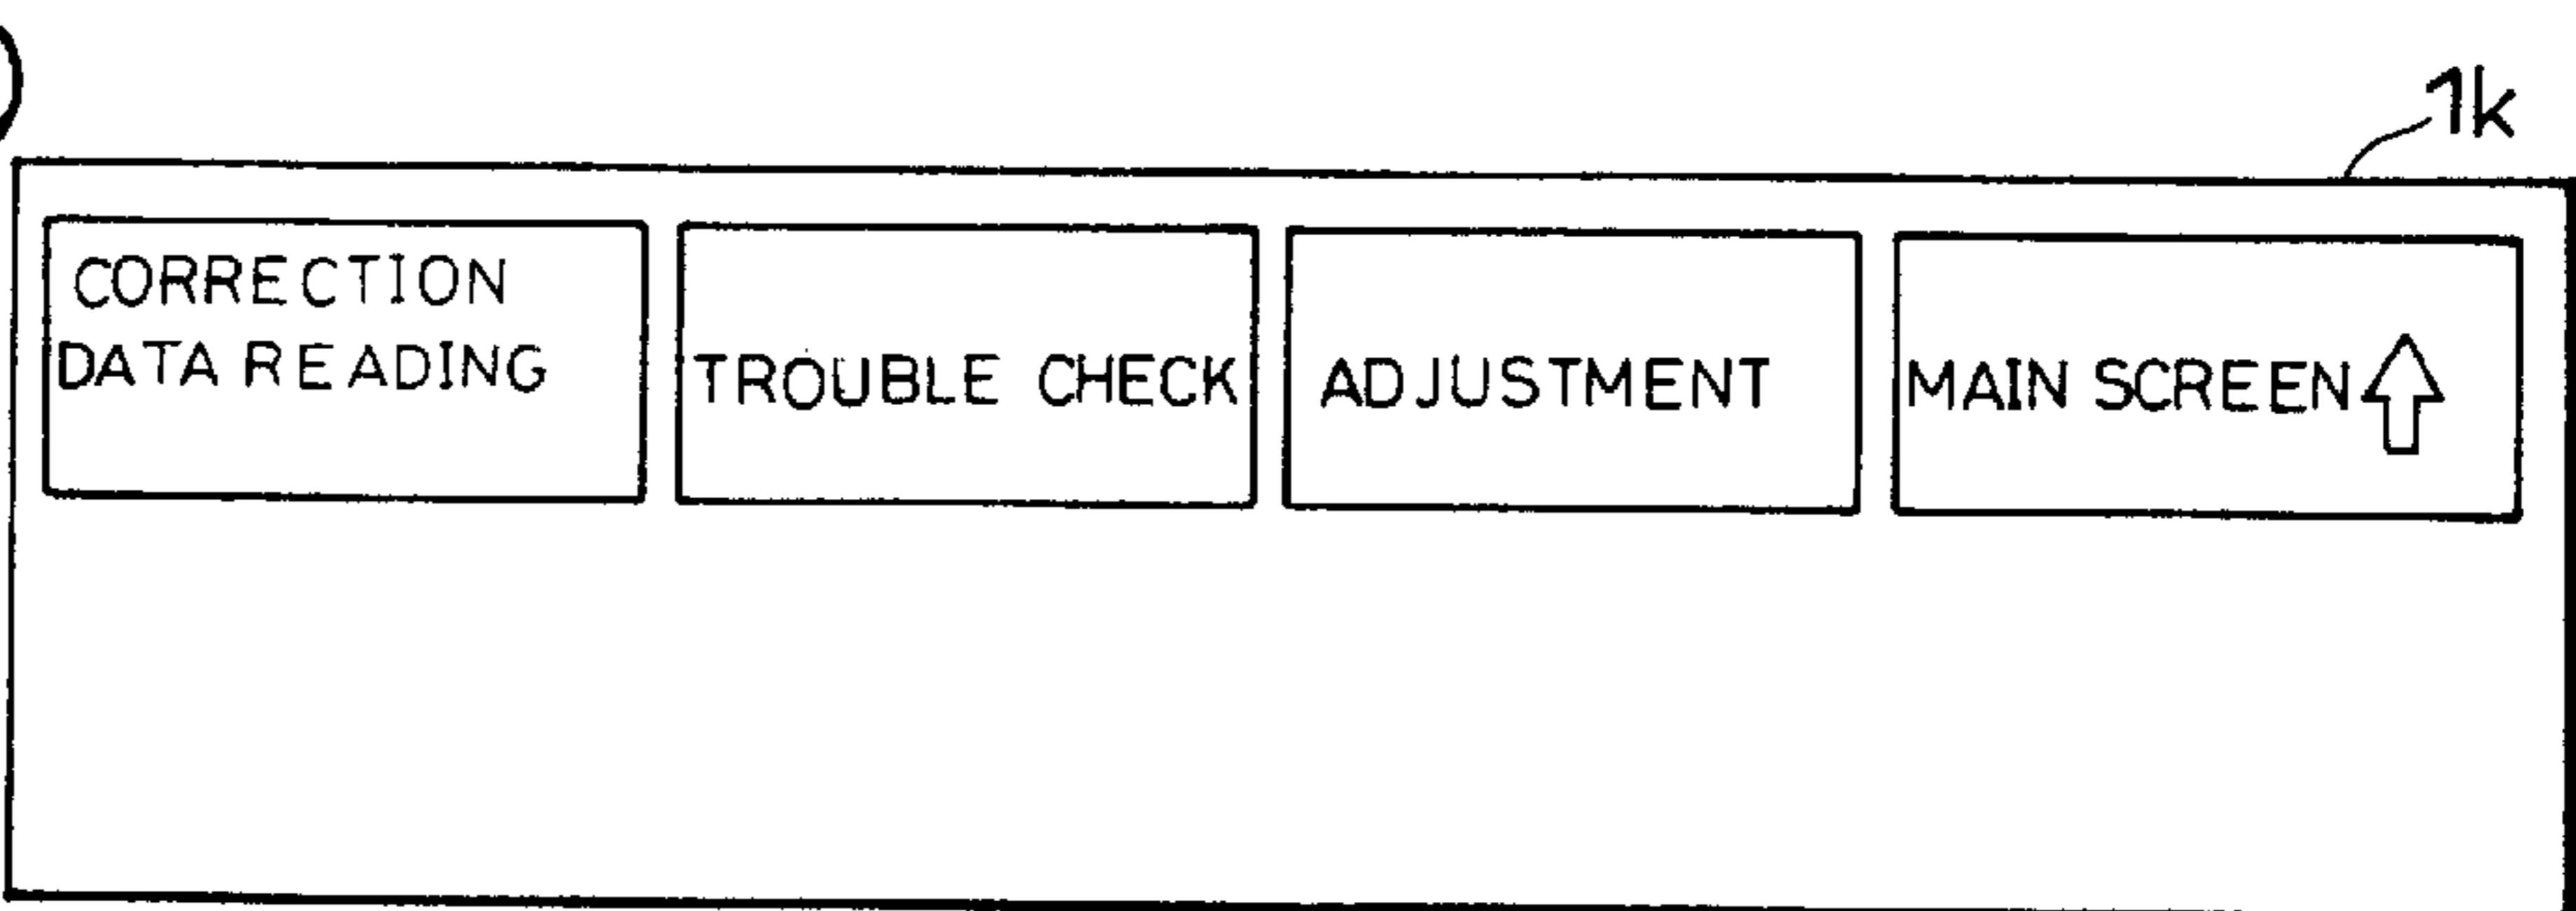 1k
CORRECTION
DATA READING
TROUBLE CHECK
ADJUSTMENT
MAIN SCREEN